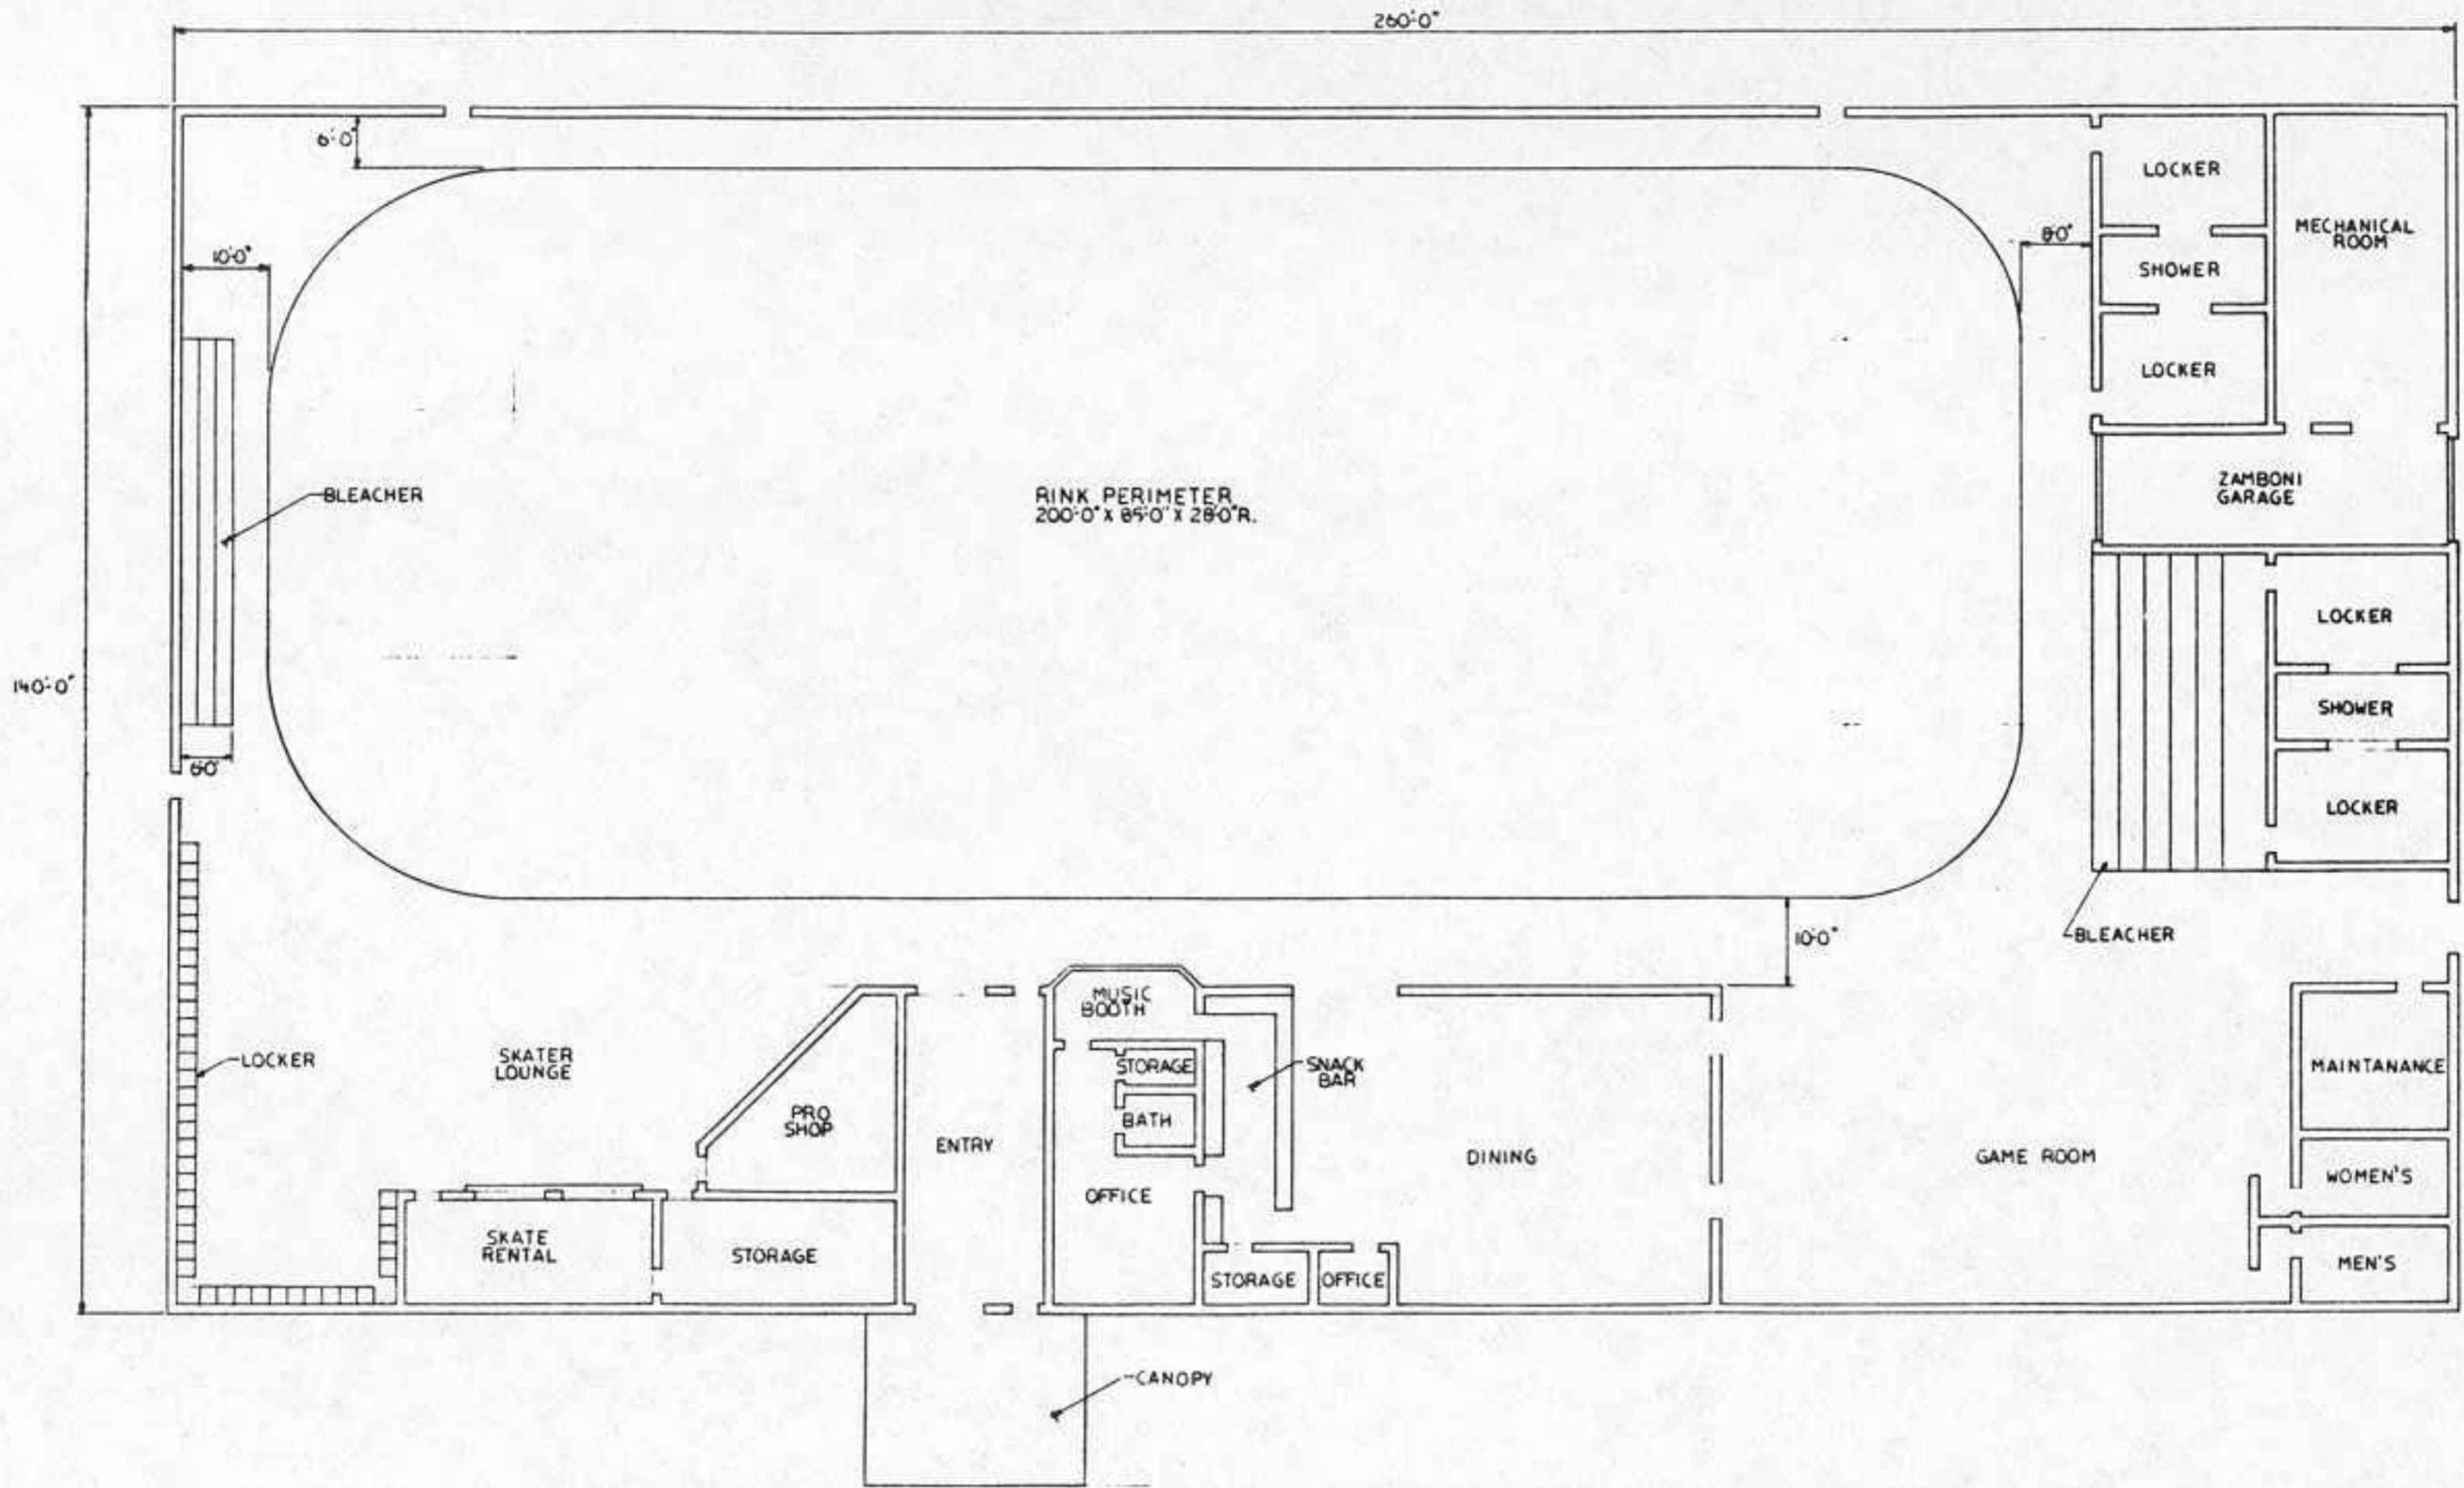 260'-0"
6'-0"
LOCKER
MECHANICAL
ROOM
10'-0"
8'-0"
SHOWER
LOCKER
BLEACHER
RINK PERIMETER
200'-0" X 85'-0" X 28'-0"R.
ZAMBONI
GARAGE
LOCKER
140'-0"
SHOWER
6'-0"
LOCKER
10'-0"
BLEACHER
MUSIC
BOOTH
LOCKER
SKATER
LOUNGE
STORAGE
SNACK
BAR
MAINTANANCE
PRO
SHOP
BATH
ENTRY
DINING
GAME ROOM
WOMEN'S
OFFICE
SKATE
RENTAL
STORAGE
STORAGE
OFFICE
MEN'S
CANOPY